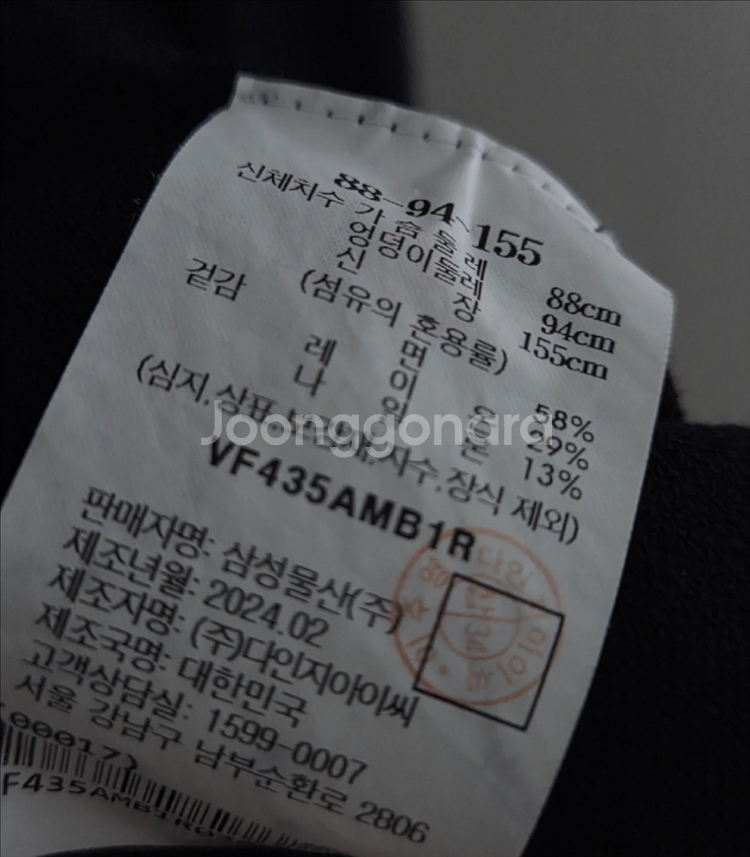 88-94-155
신체치수 가슴둘레 88cm
엉덩이둘레 94cm
신장 155cm
겉감 (섬유의 혼용률)
면 58%
레이온 29%
나일론 13%
(심지,상표, 자수,장식 제외)
VF435AMB1R
판매자명: 삼성물산(주)
제조년월: 2024.02
제조자명: (주)다인지아이씨
제조국명: 대한민국
고객상담실: 1599-0007
서울 강남구 남부순환로 2806
00017)
F435AMB1R0
Joonggonara